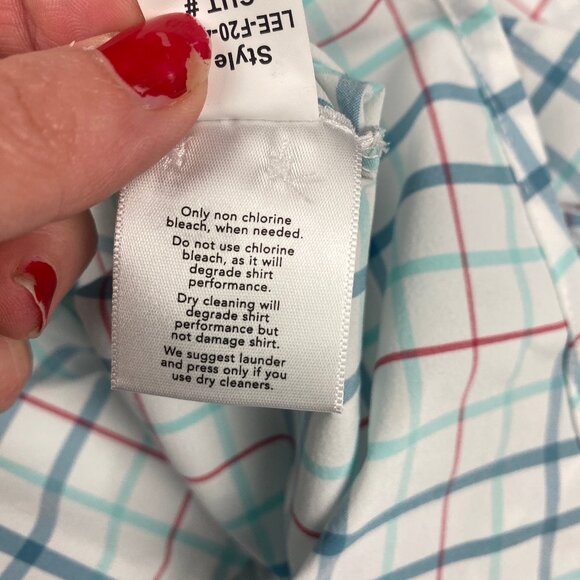 CUT #
Style
LEE-F20-
Only non chlorine
bleach, when needed.
Do not use chlorine
bleach, as it will
degrade shirt
performance.
Dry cleaning will
degrade shirt
performance but
not damage shirt.
We suggest launder
and press only if you
use dry cleaners.